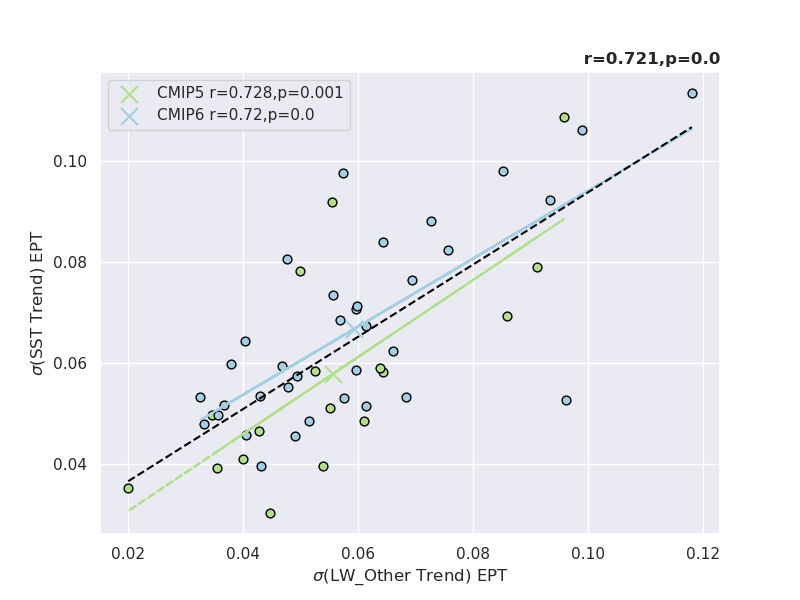 r=0.721,p=0.0
CMIP5 r=0.728,p=0.001
CMIP6 r=0.72,p=0.0
0.10
0.08
0.06
0.04
σ(SST Trend) EPT
0.02 0.04 0.06 0.08 0.10 0.12
σ(LW_Other Trend) EPT